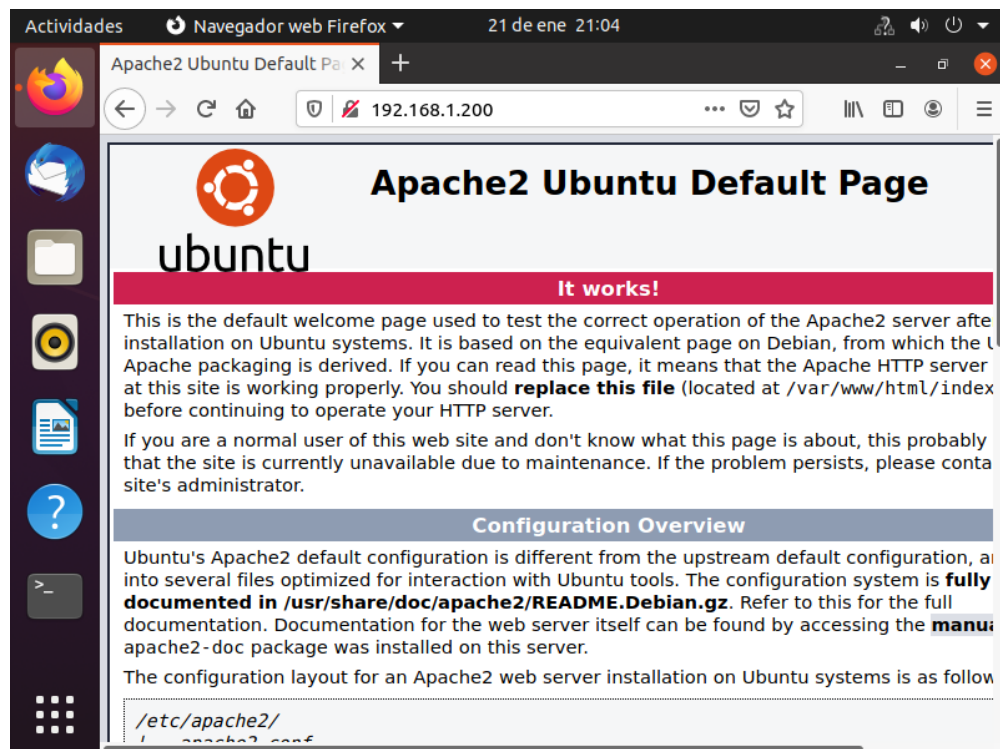 Actividades Navegador web Firefox 21 de ene 21:04
Apache2 Ubuntu Default Pa
192.168.1.200
Apache2 Ubuntu Default Page
ubuntu
It works!
This is the default welcome page used to test the correct operation of the Apache2 server afte
installation on Ubuntu systems. It is based on the equivalent page on Debian, from which the U
Apache packaging is derived. If you can read this page, it means that the Apache HTTP server
at this site is working properly. You should replace this file (located at /var/www/html/index
before continuing to operate your HTTP server.
If you are a normal user of this web site and don't know what this page is about, this probably
that the site is currently unavailable due to maintenance. If the problem persists, please conta
site's administrator.
Configuration Overview
Ubuntu's Apache2 default configuration is different from the upstream default configuration, a
into several files optimized for interaction with Ubuntu tools. The configuration system is fully
documented in /usr/share/doc/apache2/README.Debian.gz. Refer to this for the full
documentation. Documentation for the web server itself can be found by accessing the manua
apache2-doc package was installed on this server.
The configuration layout for an Apache2 web server installation on Ubuntu systems is as follow
/etc/apache2/
|-- apache2.conf